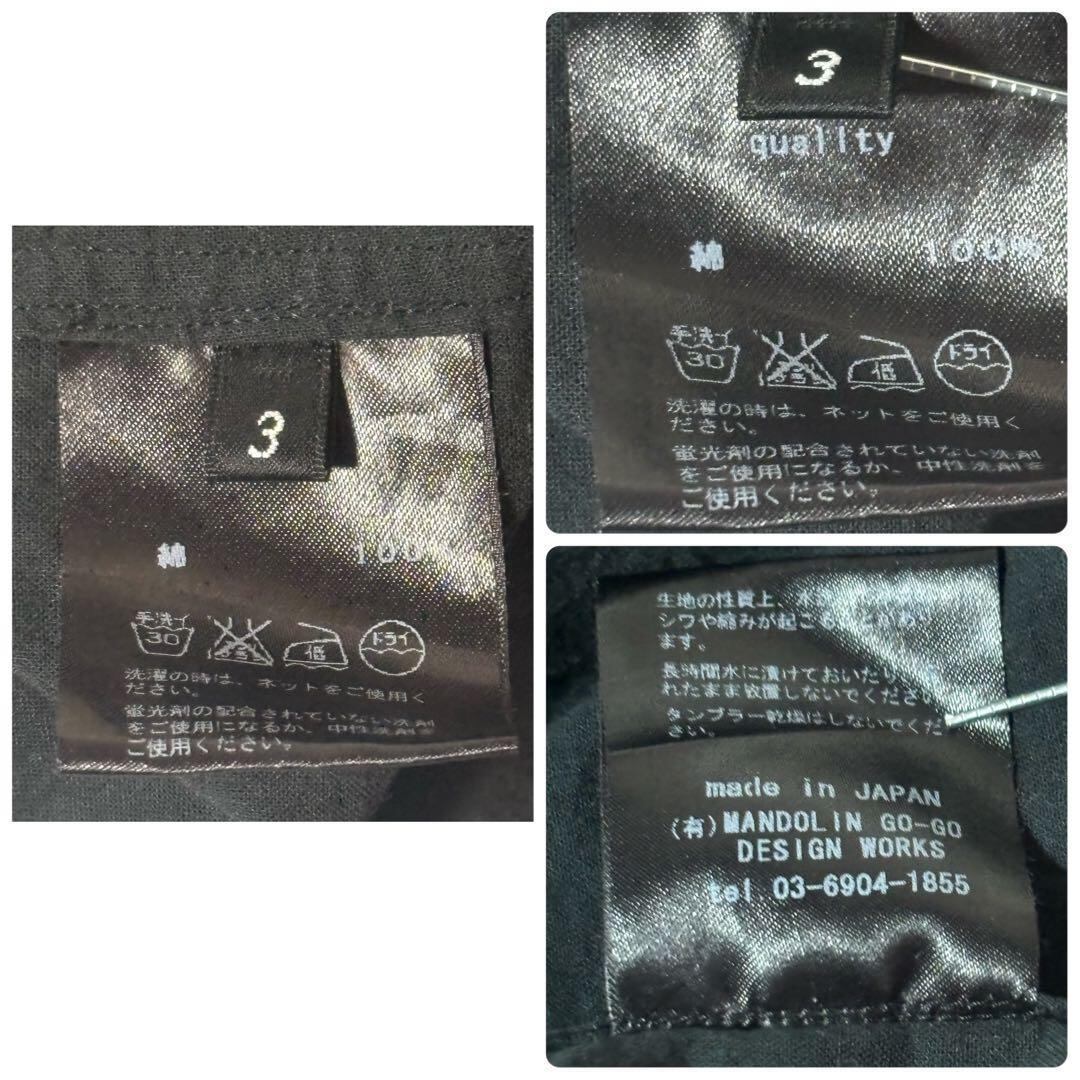 3
綿 100%
手洗イ
30
低
ドライ
洗濯の時は、ネットをご使用く
ださい。
蛍光剤の配合されていない洗剤
をご使用になるか、中性洗剤を
ご使用ください。
3
quality
綿 100%
手洗イ
30
低
ドライ
洗濯の時は、ネットをご使用く
ださい。
蛍光剤の配合されていない洗剤
をご使用になるか、中性洗剤を
ご使用ください。
生地の性質上、
シワや縮みが起こ
ます。
長時間水に漬けておいたり
れたまま放置しないでくださ
タンブラー乾燥はしないでくだ
made in JAPAN
(有)MANDOLIN GO-GO
DESIGN WORKS
tel 03-6904-1855